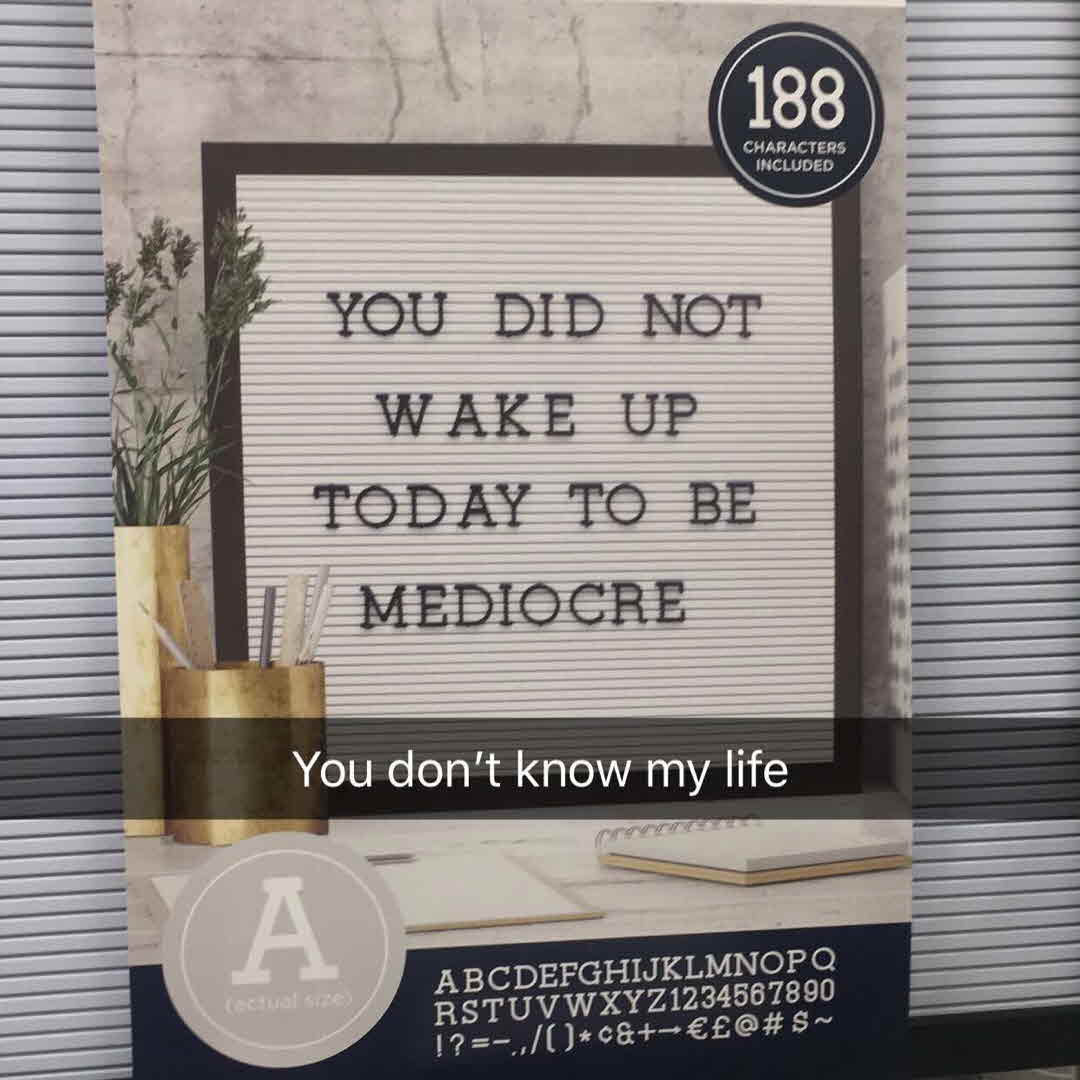 188
CHARACTERS
INCLUDED
YOU DID NOT
WAKE UP
TODAY TO BE
MEDIOCRE
You don't know my life
A
(actual size)
ABCDEFGHIJKLMNOPQ
RSTUVWXYZ1234567890
!?=-.,/()*¢&+→€£@#$~